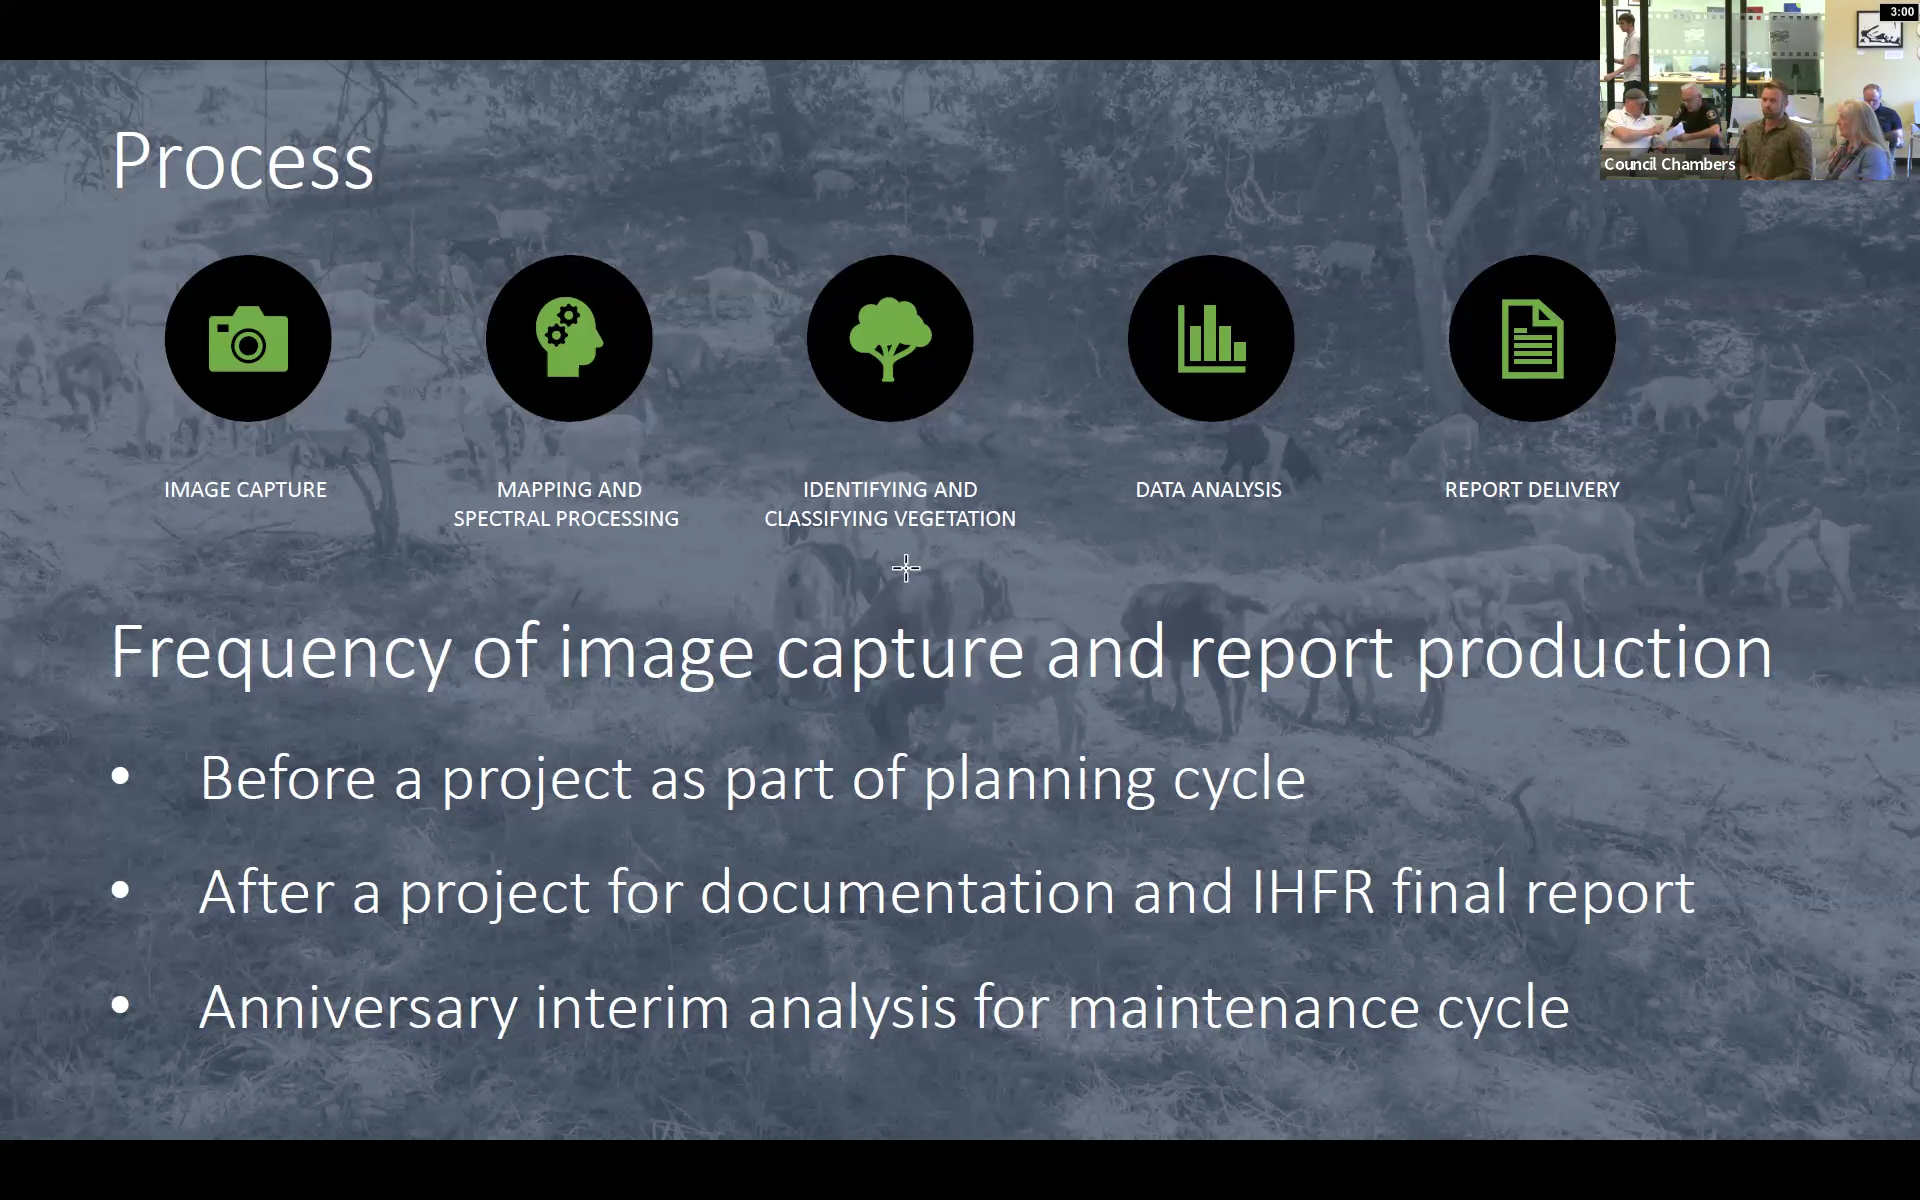 3:00
Council Chambers
Process
IMAGE CAPTURE
MAPPING AND
SPECTRAL PROCESSING
IDENTIFYING AND
CLASSIFYING VEGETATION
DATA ANALYSIS
REPORT DELIVERY
Frequency of image capture and report production
• Before a project as part of planning cycle
• After a project for documentation and IHFR final report
• Anniversary interim analysis for maintenance cycle